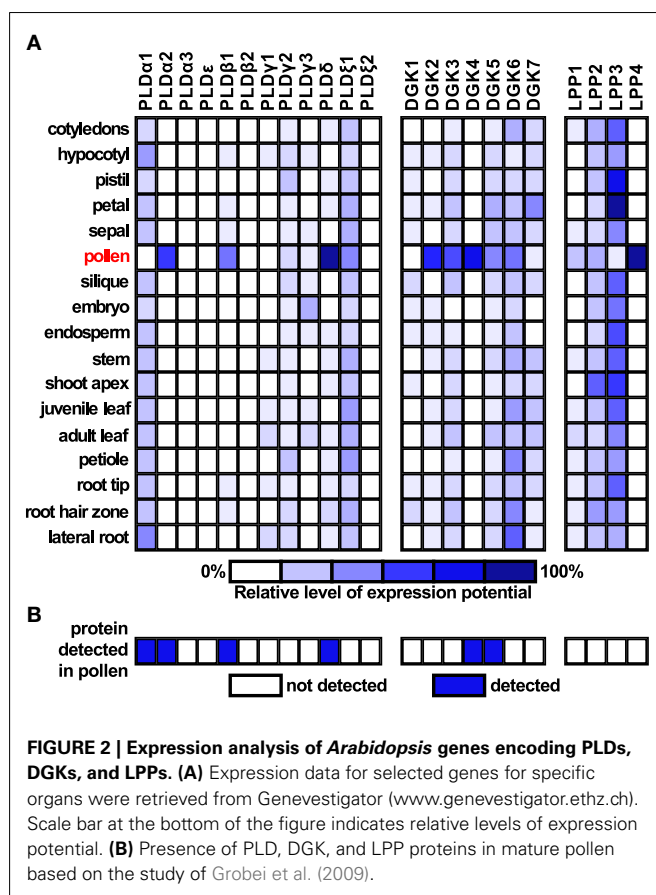 A
PLDα1 PLDα2 PLDα3 PLDε PLDβ1 PLDβ2 PLDγ1 PLDγ2 PLDγ3 PLDδ PLDξ1 PLDξ2 DGK1 DGK2 DGK3 DGK4 DGK5 DGK6 DGK7 LPP1 LPP2 LPP3 LPP4
cotyledons
hypocotyl
pistil
petal
sepal
pollen
silique
embryo
endosperm
stem
shoot apex
juvenile leaf
adult leaf
petiole
root tip
root hair zone
lateral root
0% 100%
Relative level of expression potential
B
protein
detected
in pollen
not detected detected
FIGURE 2 | Expression analysis of Arabidopsis genes encoding PLDs,
DGKs, and LPPs. (A) Expression data for selected genes for specific
organs were retrieved from Genevestigator (www.genevestigator.ethz.ch).
Scale bar at the bottom of the figure indicates relative levels of expression
potential. (B) Presence of PLD, DGK, and LPP proteins in mature pollen
based on the study of Grobei et al. (2009).